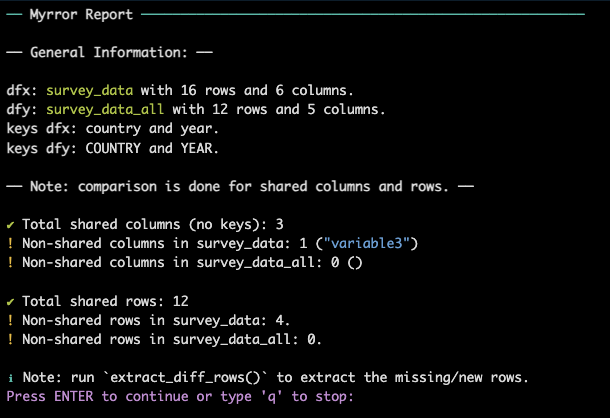 ── Myrror Report ──────────────────────────────────────────────────────
── General Information: ──
dfx: survey_data with 16 rows and 6 columns.
dfy: survey_data_all with 12 rows and 5 columns.
keys dfx: country and year.
keys dfy: COUNTRY and YEAR.
── Note: comparison is done for shared columns and rows. ──
✔ Total shared columns (no keys): 3
! Non-shared columns in survey_data: 1 ("variable3")
! Non-shared columns in survey_data_all: 0 ()
✔ Total shared rows: 12
! Non-shared rows in survey_data: 4.
! Non-shared rows in survey_data_all: 0.
ℹ Note: run `extract_diff_rows()` to extract the missing/new rows.
Press ENTER to continue or type 'q' to stop: